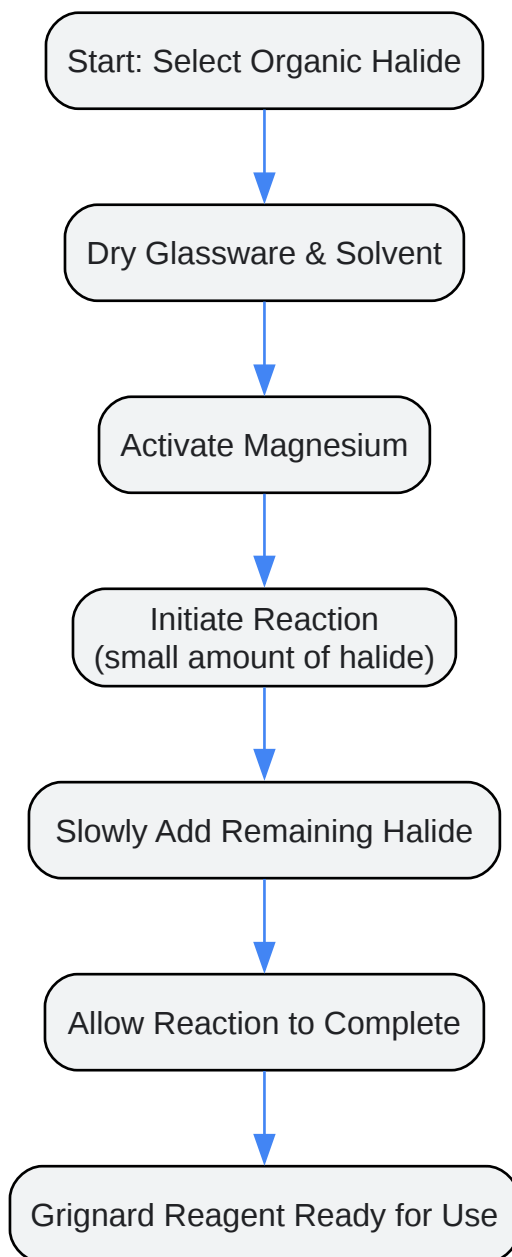 Start: Select Organic Halide
Dry Glassware & Solvent
Activate Magnesium
Initiate Reaction
(small amount of halide)
Slowly Add Remaining Halide
Allow Reaction to Complete
Grignard Reagent Ready for Use